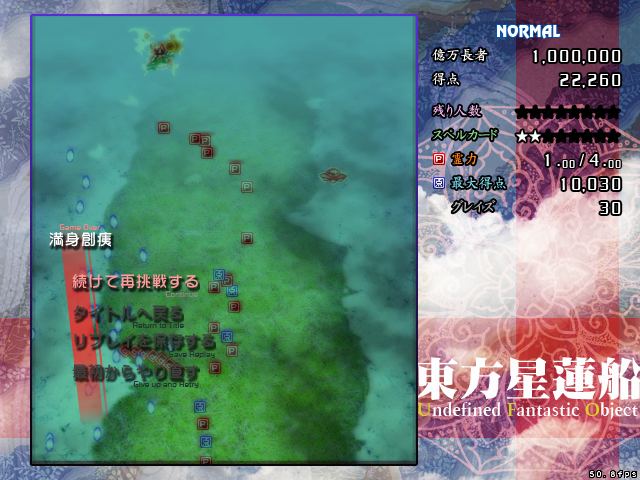 NORMAL
億万長者 1,000,000
得点 22,260
残り人数
スペルカード
P 霊力 1.00/4.00
最大得点 10,030
グレイズ 30
Game Over
満身創痍
続けて再挑戦する
Continue
タイトルへ戻る
Return to Title
リプレイを保存する
Save Replay
最初からやり直す
Give up and Retry
東方星蓮船
Undefined Fantastic Object
50.8fps